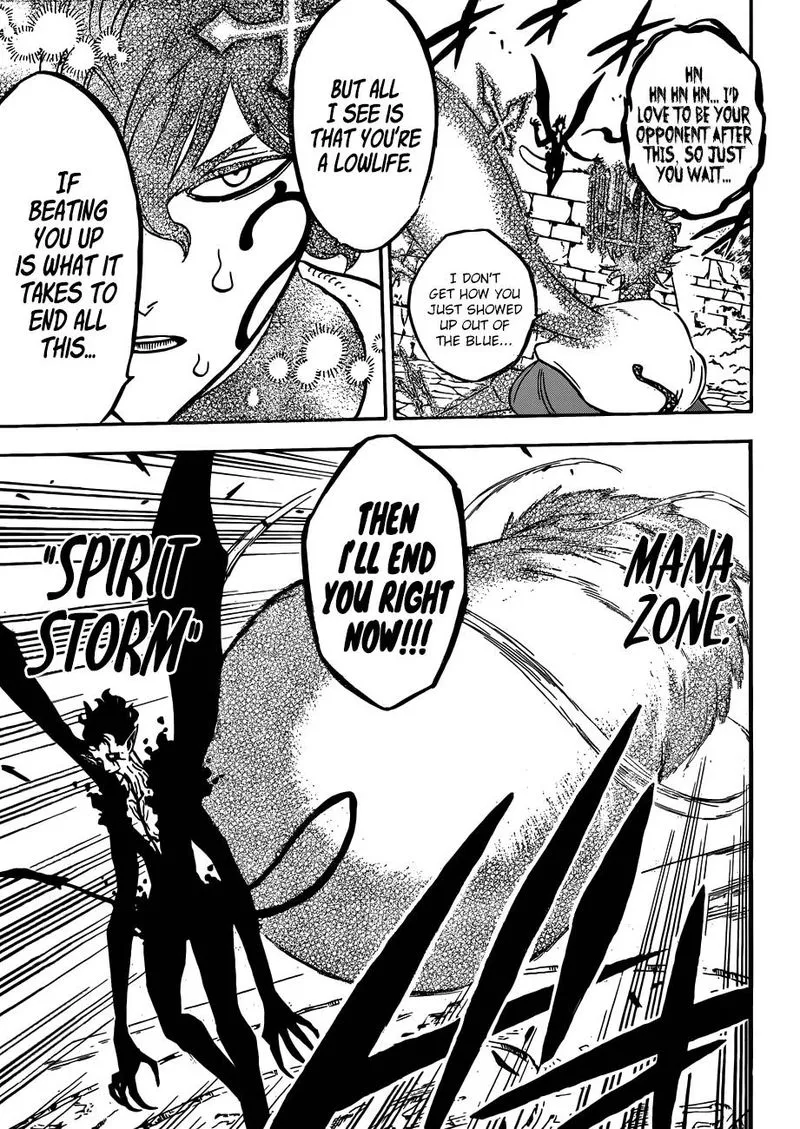 HN
HN HN HN... I'D
LOVE TO BE YOUR
OPPONENT AFTER
THIS, SO JUST
YOU WAIT...
I DON'T
GET HOW YOU
JUST SHOWED
UP OUT OF
THE BLUE...
BUT ALL
I SEE IS
THAT YOU'RE
A LOWLIFE.
IF
BEATING
YOU UP
IS WHAT IT
TAKES TO
END ALL
THIS...
THEN
I'LL END
YOU RIGHT
NOW!!!
MANA
ZONE:
"SPIRIT
STORM"